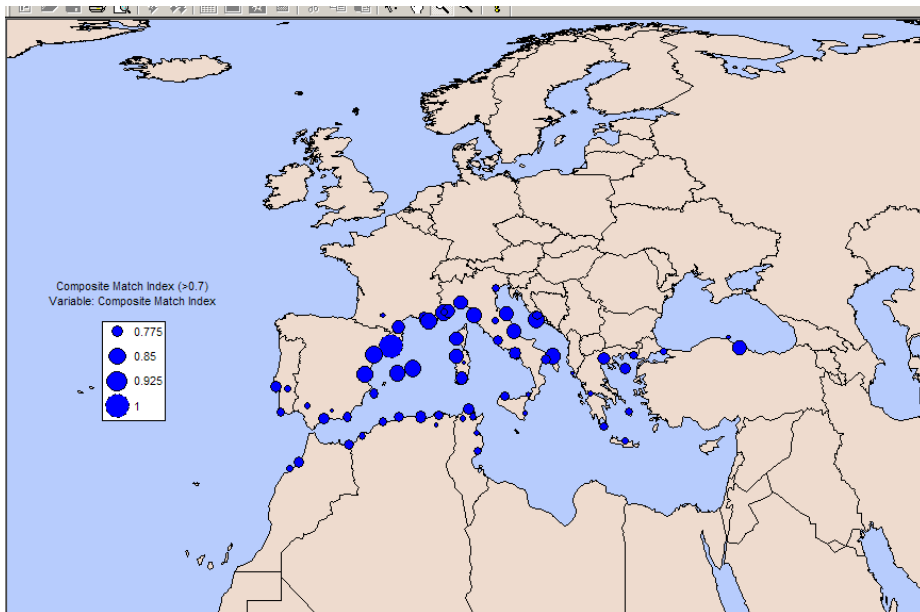 Composite Match Index (>0.7)
Variable: Composite Match Index
0.775
0.85
0.925
1